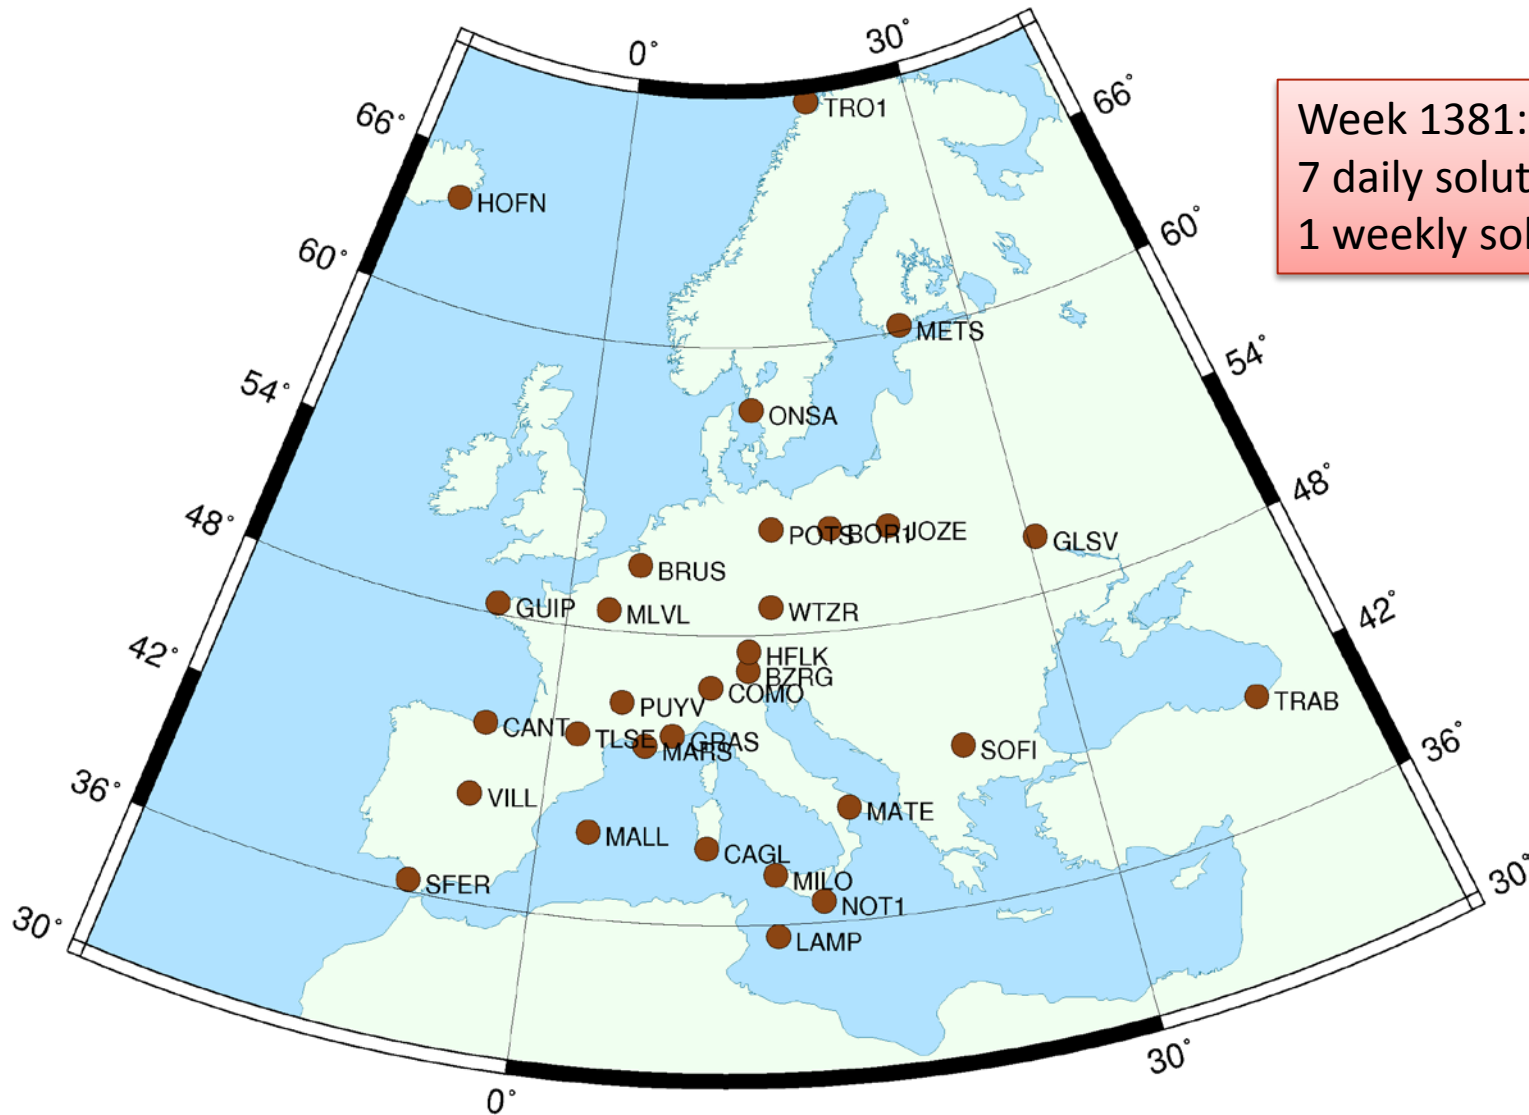 0°
30°
66°
66°
TRO1
Week 1381:
7 daily
1 weekly
HOFN
60°
60°
METS
54°
54°
ONSA
48°
48°
POTS
BOR1
JOZE
GLSV
BRUS
GUIP
MLVL
WTZR
42°
42°
HFLK
BZRG
COMO
PUYV
TRAB
CANT
TLSE
GRAS
MARS
SOFI
36°
36°
VILL
MATE
MALL
CAGL
MILO
SFER
NOT1
30°
30°
LAMP
30°
0°